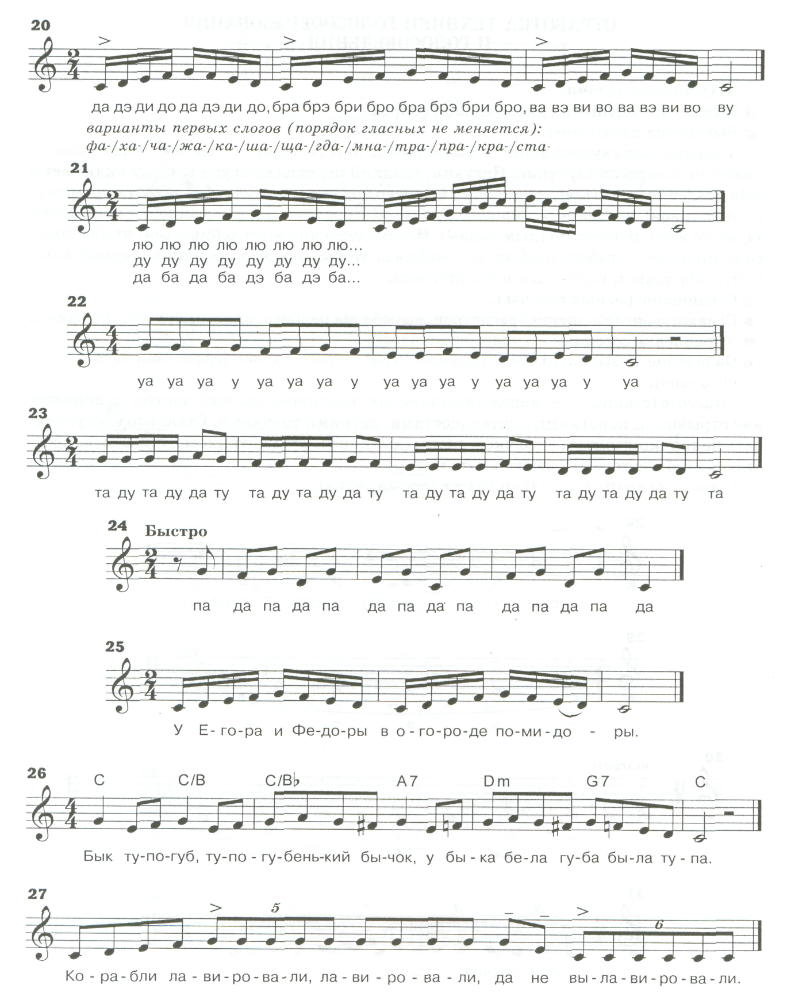 20
да дэ ди до да дэ ди до, бра брэ бри бро бра брэ бри бро, ва вэ ви во ва вэ ви во ву
варианты первых слогов (порядок гласных не меняется):
фа-/ха-/ча-/жа-/ка-/ша-/ща-/гда-/мна-/тра-/пра-/кра-/ста-
21
лю лю лю лю лю лю лю лю...
ду ду ду ду ду ду ду ду...
да ба да ба дэ ба дэ ба...
22
уа уа уа у уа уа уа у уа уа уа у уа уа уа у уа
23
та ду та ду да ту та ду та ду да ту та ду та ду да ту та ду та ду да ту та
24 Быстро
па да па да па да па да па да па да па да
25
У Е-го-ра и Фе-до-ры в о-го-ро-де по-ми-до - ры.
26
C C/B C/B♭ A7 Dm G7 C
Бык ту-по-губ, ту-по-гу-бень-кий бы-чок, у бы-ка бе-ла гу-ба бы-ла ту-па.
27
5 6
Ко-ра-бли ла-ви-ро-ва-ли, ла-ви-ро-ва-ли, да не вы-ла-ви-ро-ва-ли.